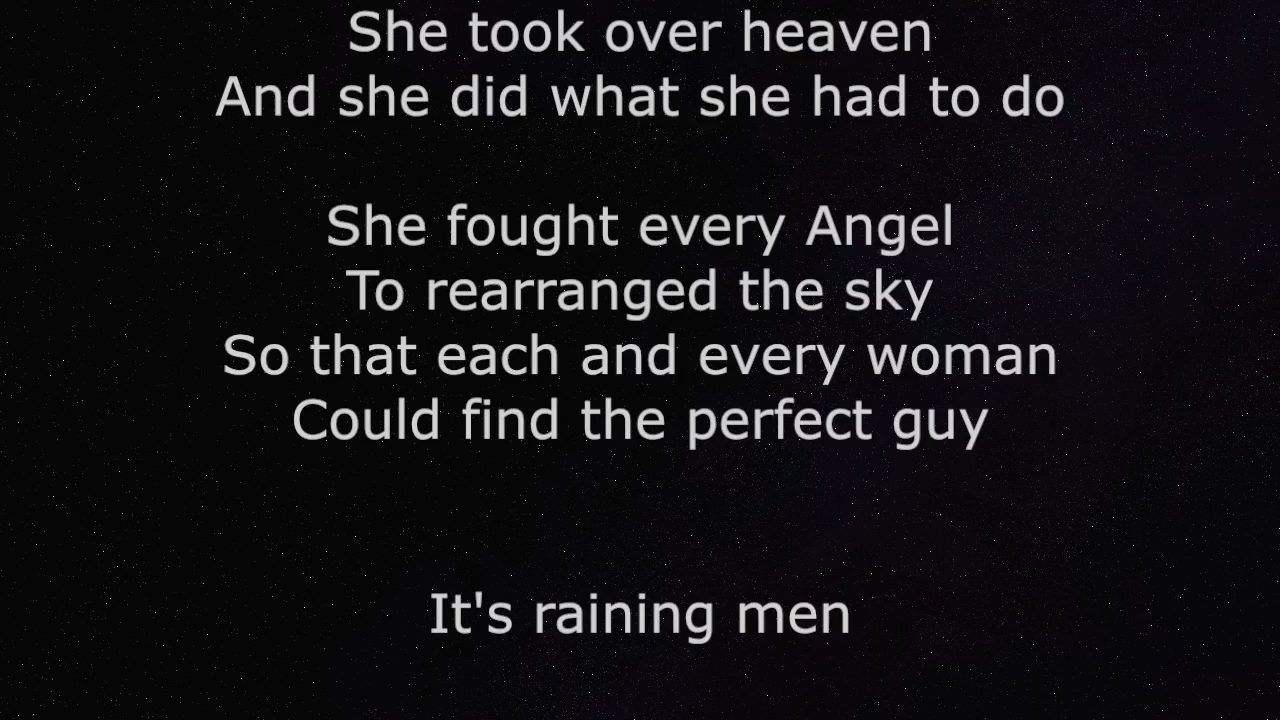 She took over heaven
And she did what she had to do
She fought every Angel
To rearranged the sky
So that each and every woman
Could find the perfect guy
It's raining men